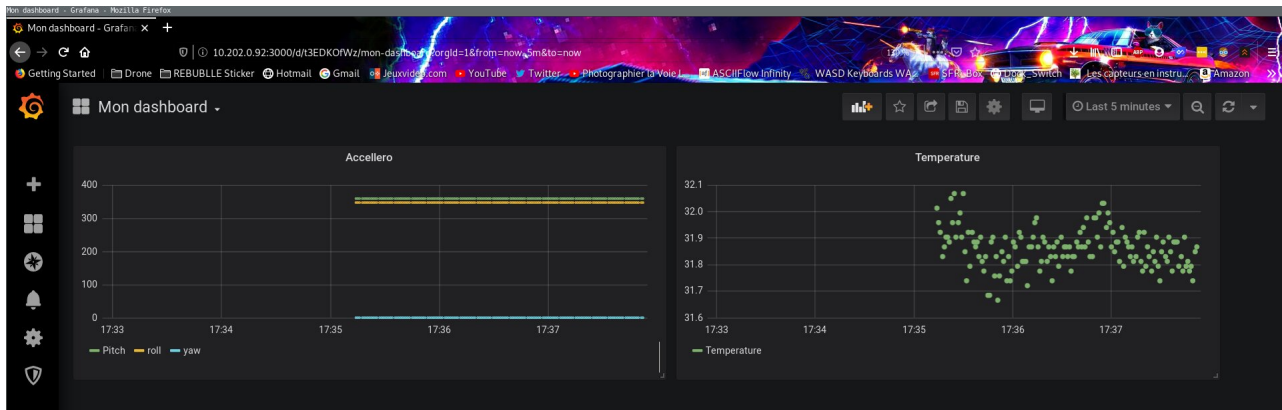 Mon dashboard - Grafana - Mozilla Firefox
Mon dashboard - Grafan
10.202.0.92:3000/d/t3EDKOfWz/mon-dashboard?orgId=1&from=now-5m&to=now
Getting Started Drone REBUBLLE Sticker Hotmail Gmail Jeuxvideo.com YouTube Twitter Photographier la Voie L... ASCIIFlow Infinity WASD Keyboards WA... SFR Box Dock_Switch Les capteurs en instru... Amazon
Mon dashboard
Last 5 minutes
Accellero
400
300
200
100
0
17:33 17:34 17:35 17:36 17:37
Pitch roll yaw
Temperature
32.1
32.0
31.9
31.8
31.7
31.6
17:33 17:34 17:35 17:36 17:37
Temperature